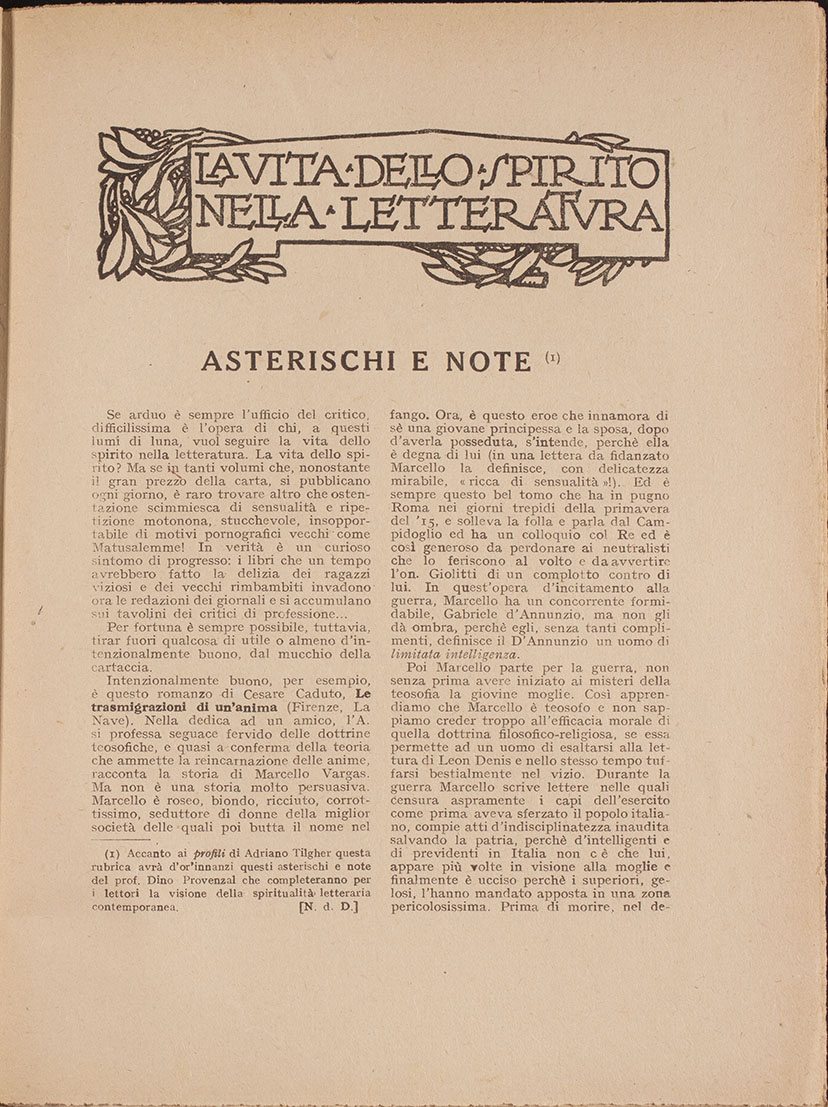 LA VITA DELLO SPIRITO
NELLA LETTERATURA
ASTERISCHI E NOTE (1)
Se arduo è sempre l'ufficio del critico,
difficilissima è l'opera di chi, a questi
lumi di luna, vuol seguire la vita dello
spirito nella letteratura. La vita dello spi-
rito? Ma se in tanti volumi che, nonostante
il gran prezzo della carta, si pubblicano
ogni giorno, è raro trovare altro che osten-
tazione scimmiesca di sensualità e ripe-
tizione motonona, stucchevole, insoppor-
tabile di motivi pornografici vecchi come
Matusalemme! In verità è un curioso
sintomo di progresso: i libri che un tempo
avrebbero fatto la delizia dei ragazzi
viziosi e dei vecchi rimbambiti invadono
ora le redazioni dei giornali e si accumulano
sui tavolini dei critici di professione...
Per fortuna è sempre possibile, tuttavia,
tirar fuori qualcosa di utile o almeno d'in-
tenzionalmente buono, dal mucchio della
cartaccia.
Intenzionalmente buono, per esempio,
è questo romanzo di Cesare Caduto, Le
trasmigrazioni di un'anima (Firenze, La
Nave). Nella dedica ad un amico, l'A.
si professa seguace fervido delle dottrine
teosofiche, e quasi a conferma della teoria
che ammette la reincarnazione delle anime,
racconta la storia di Marcello Vargas.
Ma non è una storia molto persuasiva.
Marcello è roseo, biondo, ricciuto, corrot-
tissimo, seduttore di donne della miglior
società delle quali poi butta il nome nel
(1) Accanto ai profili di Adriano Tilgher questa
rubrica avrà d'or'innanzi questi asterischi e note
del prof. Dino Provenzal che completeranno per
i lettori la visione della spiritualità letteraria
contemporanea. [N. d. D.]
fango. Ora, è questo eroe che innamora di
sè una giovane principessa e la sposa, dopo
d'averla posseduta, s'intende, perchè ella
è degna di lui (in una lettera da fidanzato
Marcello la definisce, con delicatezza
mirabile, « ricca di sensualità »!). Ed è
sempre questo bel tomo che ha in pugno
Roma nei giorni trepidi della primavera
del '15, e solleva la folla e parla dal Cam-
pidoglio ed ha un colloquio col Re ed è
così generoso da perdonare ai neutralisti
che lo feriscono al volto e da avvertire
l'on. Giolitti di un complotto contro di
lui. In quest'opera d'incitamento alla
guerra, Marcello ha un concorrente formi-
dabile, Gabriele d'Annunzio, ma non gli
dà ombra, perchè egli, senza tanti compli-
menti, definisce il D'Annunzio un uomo di
limitata intelligenza.
Poi Marcello parte per la guerra, non
senza prima avere iniziato ai misteri della
teosofia la giovine moglie. Così appren-
diamo che Marcello è teosofo e non sap-
piamo creder troppo all'efficacia morale di
quella dottrina filosofico-religiosa, se essa
permette ad un uomo di esaltarsi alla let-
tura di Leon Denis e nello stesso tempo tuf-
farsi bestialmente nel vizio. Durante la
guerra Marcello scrive lettere nelle quali
censura aspramente i capi dell'esercito
come prima aveva sferzato il popolo italia-
no, compie atti d'indisciplinatezza inaudita
salvando la patria, perchè d'intelligenti e
di previdenti in Italia non c è che lui,
appare più volte in visione alla moglie e
finalmente è ucciso perchè i superiori, ge-
losi, l'hanno mandato apposta in una zona
pericolosissima. Prima di morire, nel de-